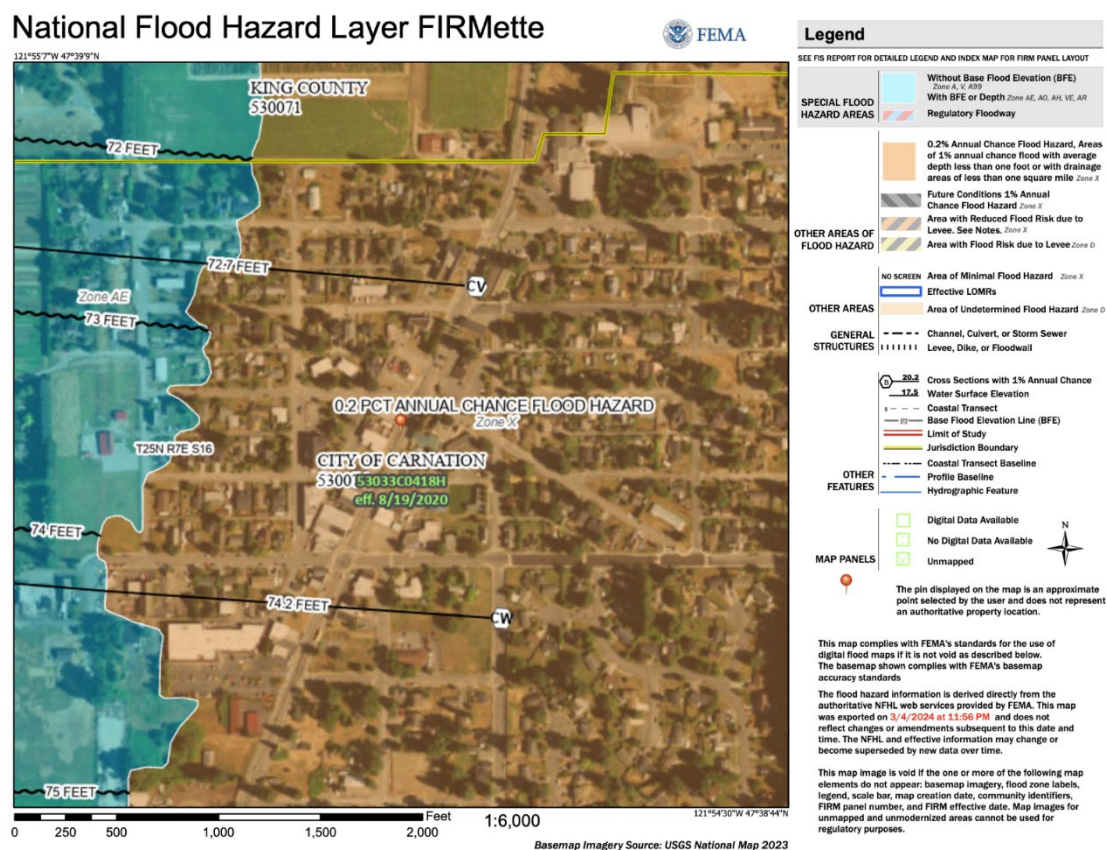 National Flood Hazard Layer FIRMette
FEMA
121°55'7"W 47°39'9"N
KING COUNTY
530071
72 FEET
72.7 FEET
CV
Zone AE
73 FEET
0.2 PCT ANNUAL CHANCE FLOOD HAZARD
Zone X
T25N R7E S16
CITY OF CARNATION
53007
53033C0418H
eff. 8/19/2020
74 FEET
74.2 FEET
CW
75 FEET
Feet
0 250 500 1,000 1,500 2,000
1:6,000
121°54'30"W 47°38'44"N
Basemap Imagery Source: USGS National Map 2023
Legend
SEE FIS REPORT FOR DETAILED LEGEND AND INDEX MAP FOR FIRM PANEL LAYOUT
SPECIAL FLOOD
HAZARD AREAS
Without Base Flood Elevation (BFE)
Zone A, V, A99
With BFE or Depth Zone AE, AO, AH, VE, AR
Regulatory Floodway
0.2% Annual Chance Flood Hazard, Areas
of 1% annual chance flood with average
depth less than one foot or with drainage
areas of less than one square mile Zone X
Future Conditions 1% Annual
Chance Flood Hazard Zone X
Area with Reduced Flood Risk due to
Levee. See Notes. Zone X
Area with Flood Risk due to Levee Zone D
OTHER AREAS OF
FLOOD HAZARD
NO SCREEN Area of Minimal Flood Hazard Zone X
Effective LOMRs
Area of Undetermined Flood Hazard Zone D
OTHER AREAS
GENERAL
STRUCTURES
Channel, Culvert, or Storm Sewer
Levee, Dike, or Floodwall
B 20.2 Cross Sections with 1% Annual Chance
17.5 Water Surface Elevation
8 Coastal Transect
513 Base Flood Elevation Line (BFE)
Limit of Study
Jurisdiction Boundary
Coastal Transect Baseline
Profile Baseline
Hydrographic Feature
OTHER
FEATURES
Digital Data Available
No Digital Data Available
Unmapped
MAP PANELS
N
The pin displayed on the map is an approximate
point selected by the user and does not represent
an authoritative property location.
This map complies with FEMA's standards for the use of
digital flood maps if it is not void as described below.
The basemap shown complies with FEMA's basemap
accuracy standards
The flood hazard information is derived directly from the
authoritative NFHL web services provided by FEMA. This map
was exported on 3/4/2024 at 11:56 PM and does not
reflect changes or amendments subsequent to this date and
time. The NFHL and effective information may change or
become superseded by new data over time.
This map image is void if the one or more of the following map
elements do not appear: basemap imagery, flood zone labels,
legend, scale bar, map creation date, community identifiers,
FIRM panel number, and FIRM effective date. Map images for
unmapped and unmodernized areas cannot be used for
regulatory purposes.